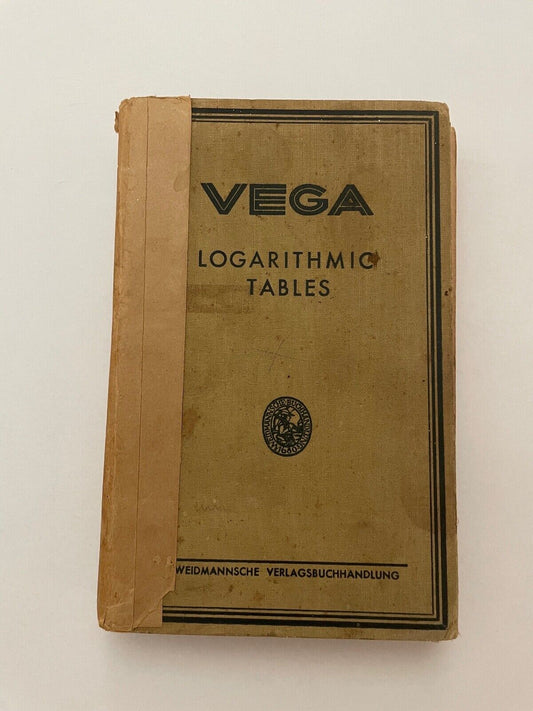 VEGA
LOGARITHMIC
TABLES
WEIDMANNSCHE VERLAGSBUCHHANDLUNG